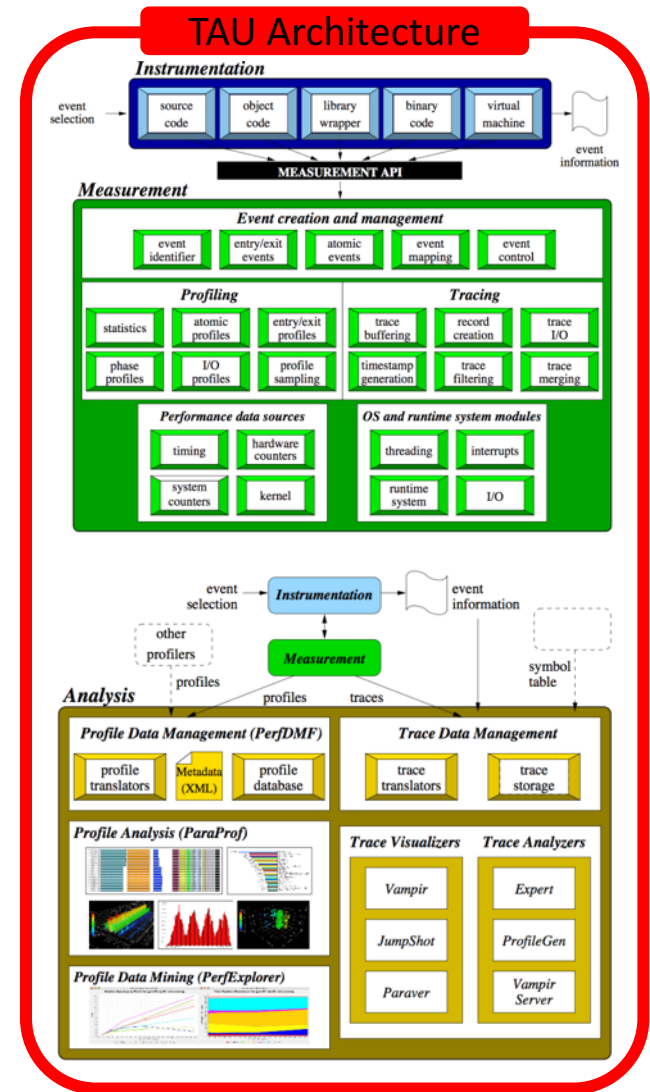 TAU Architecture
Instrumentation
event
selection
source
code
object
code
library
wrapper
binary
code
virtual
machine
event
information
MEASUREMENT API
Measurement
Event creation and management
event
identifier
entry/exit
events
atomic
events
event
mapping
event
control
Profiling
statistics
atomic
profiles
entry/exit
profiles
phase
profiles
I/O
profiles
profile
sampling
Tracing
trace
buffering
record
creation
trace
I/O
timestamp
generation
trace
filtering
trace
merging
Performance data sources
timing
hardware
counters
system
counters
kernel
OS and runtime system modules
threading
interrupts
runtime
system
I/O
event
selection
Instrumentation
event
information
other
profilers
Measurement
symbol
table
profiles
profiles
traces
Analysis
Profile Data Management (PerfDMF)
profile
translators
Metadata
(XML)
profile
database
Trace Data Management
trace
translators
trace
storage
Profile Analysis (ParaProf)
Profile Data Mining (PerfExplorer)
Trace Visualizers
Vampir
JumpShot
Paraver
Trace Analyzers
Expert
ProfileGen
Vampir
Server